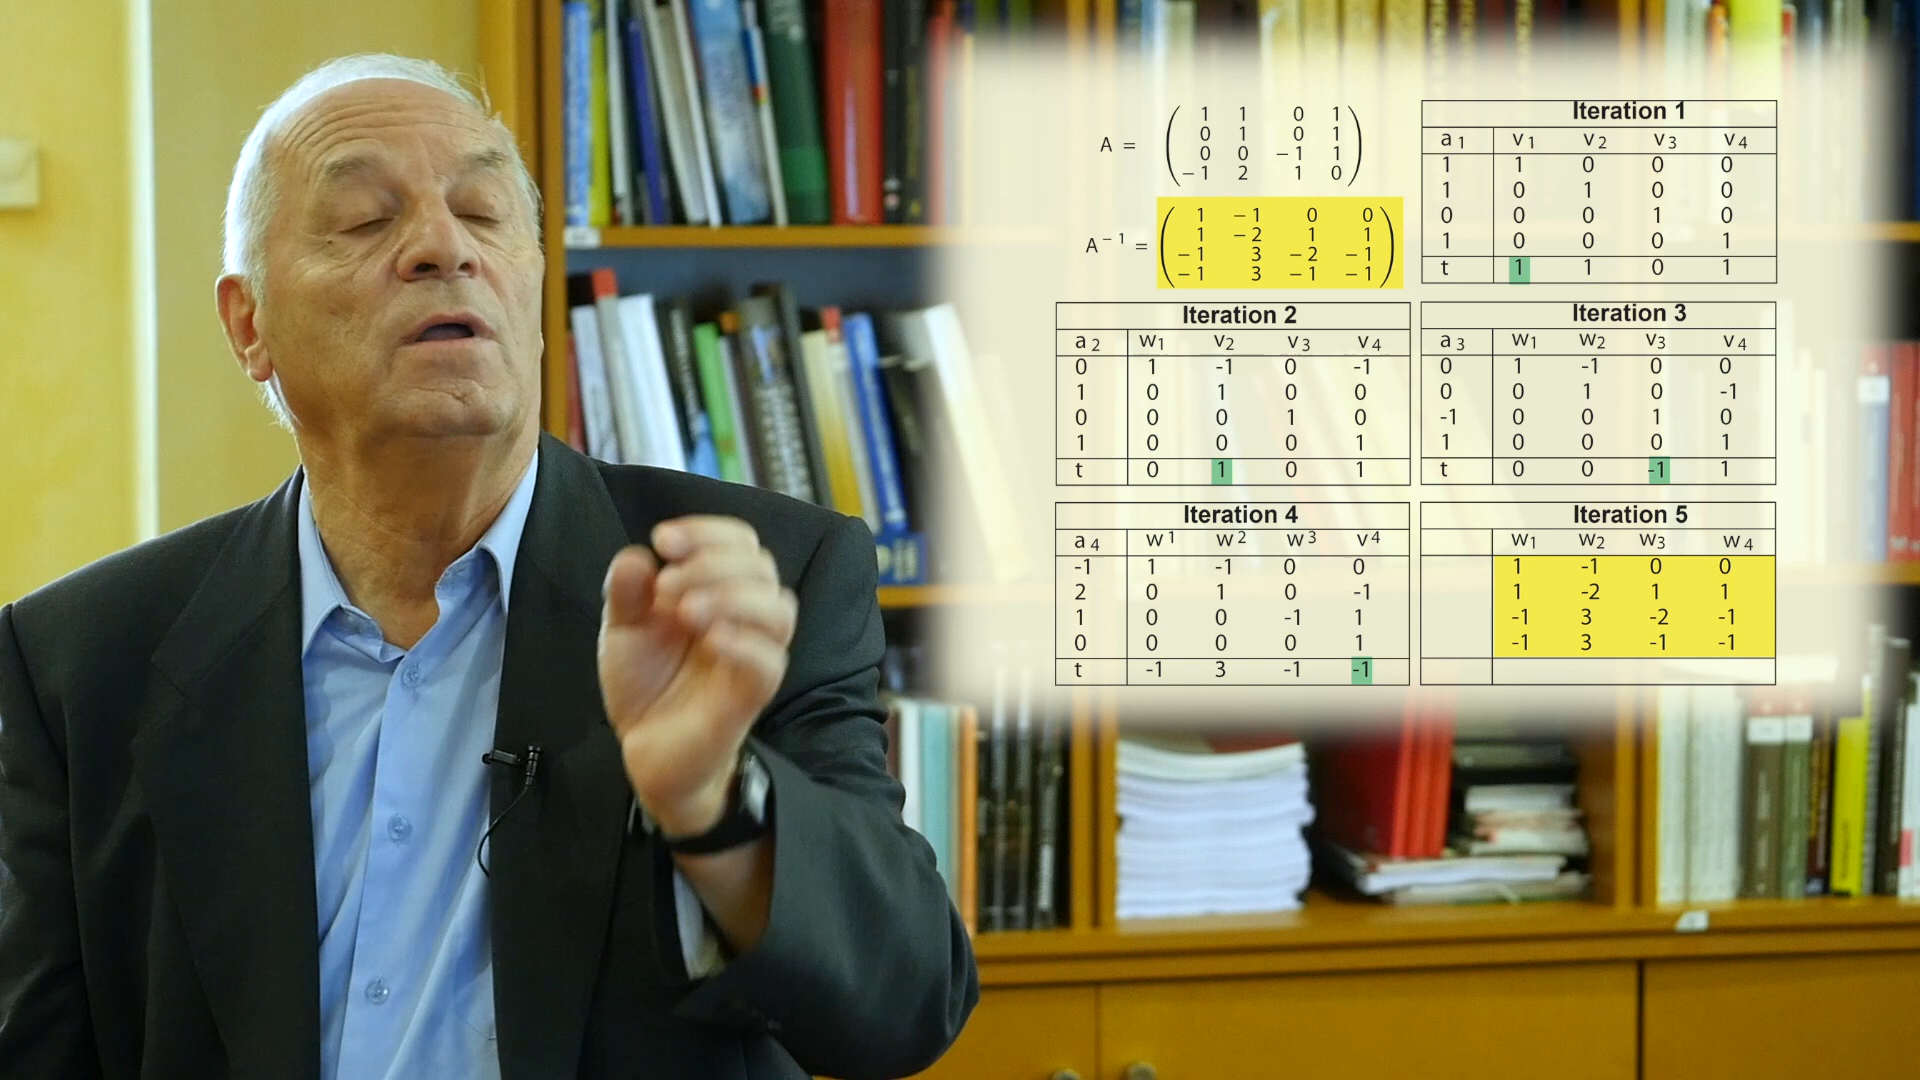 A =
1 1 0 1
0 1 0 1
0 0 -1 1
-1 2 1 0
A -1 =
1 -1 0 0
1 -2 1 1
-1 3 -2 -1
-1 3 -1 -1
Iteration 1
a1 v1 v2 v3 v4
1 1 0 0 0
1 0 1 0 0
0 0 0 1 0
1 0 0 0 1
t 1 1 0 1
Iteration 2
a2 w1 v2 v3 v4
0 1 -1 0 -1
1 0 1 0 0
0 0 0 1 0
1 0 0 0 1
t 0 1 0 1
Iteration 3
a3 w1 w2 v3 v4
0 1 -1 0 0
0 0 1 0 -1
-1 0 0 1 0
1 0 0 0 1
t 0 0 -1 1
Iteration 4
a4 w1 w2 w3 v4
-1 1 -1 0 0
2 0 1 0 -1
1 0 0 -1 1
0 0 0 0 1
t -1 3 -1 -1
Iteration 5
w1 w2 w3 w4
1 -1 0 0
1 -2 1 1
-1 3 -2 -1
-1 3 -1 -1